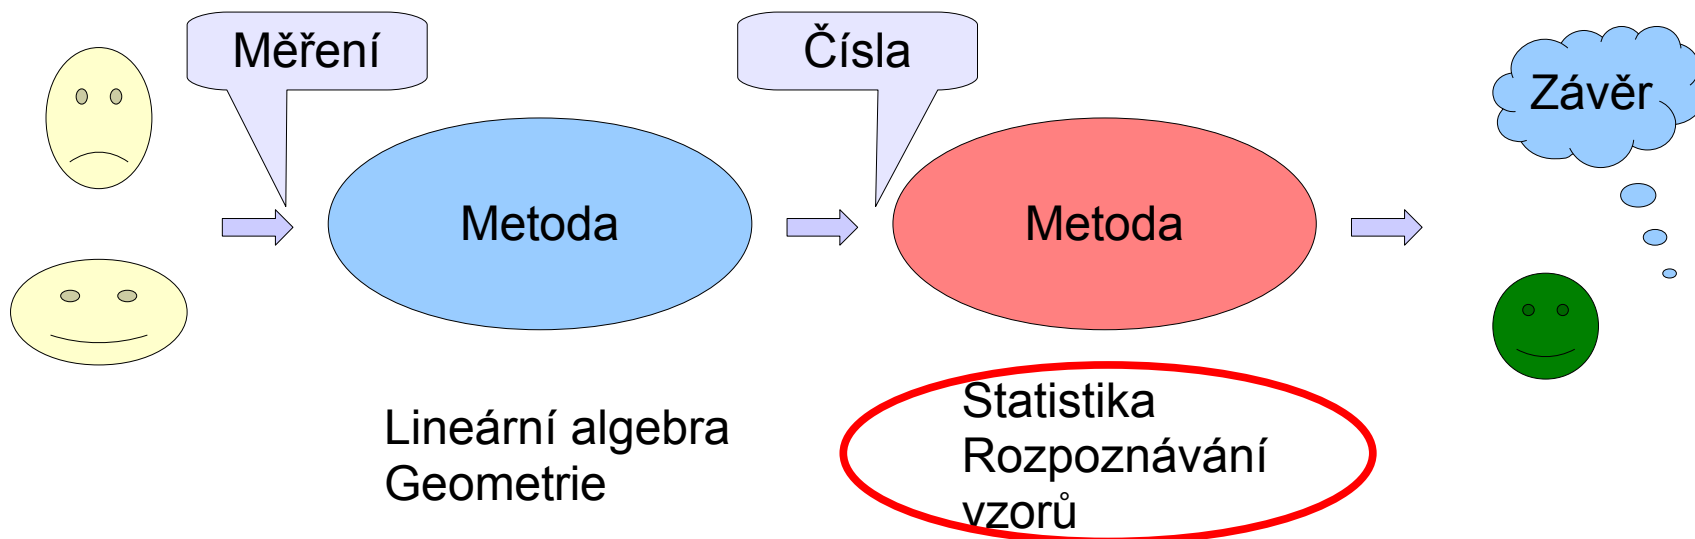 Měření
Čísla
Závěr
Metoda
Metoda
Lineární algebra
Geometrie
Statistika
Rozpoznávání
vzorů